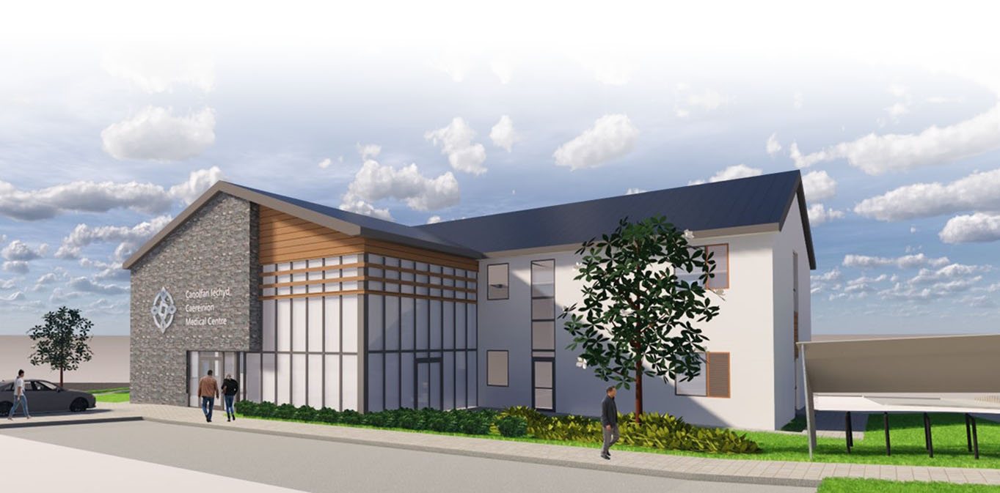 Canolfan Iechyd
Caereinion
Medical Centre